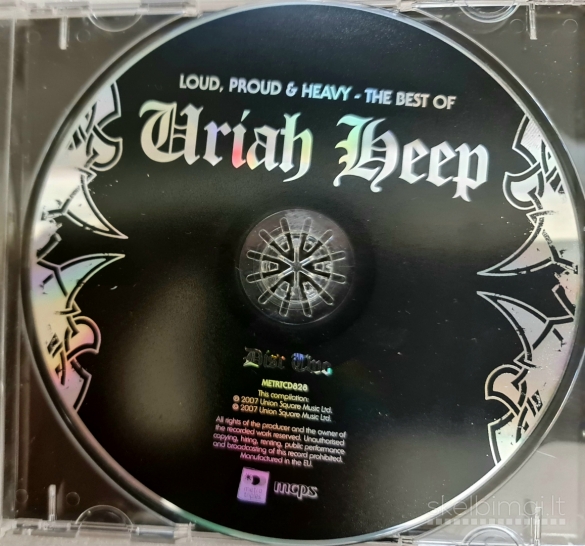 LOUD, PROUD & HEAVY - THE BEST OF
Uriah Heep
Disc
METRTCD828
This compilation:
℗ 2007 Union Square Music Ltd.
© 2007 Union Square Music Ltd.
All rights of the producer and the owner of
the recorded work reserved. Unauthorised
copying, hiring, renting, public performance
and broadcasting of this record prohibited.
Manufactured in the EU.
mcps
skelbimai.lt